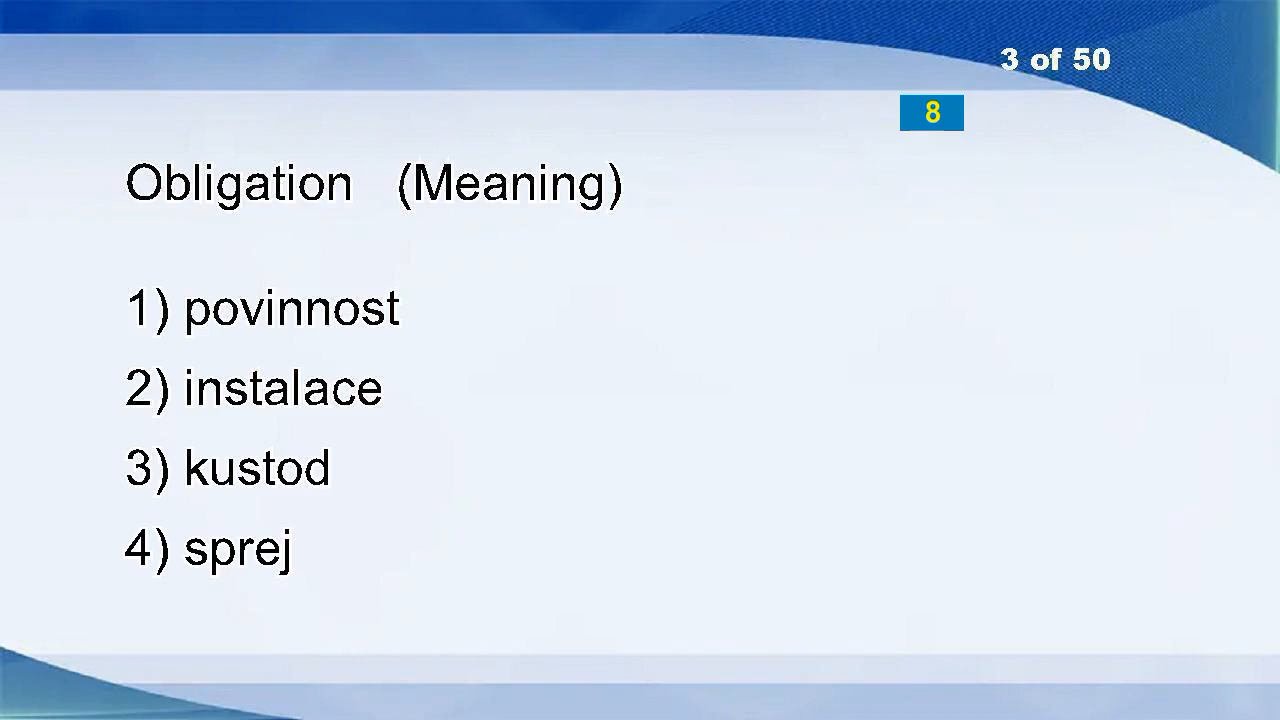 3 of 50
8
Obligation (Meaning)
1) povinnost
2) instalace
3) kustod
4) sprej